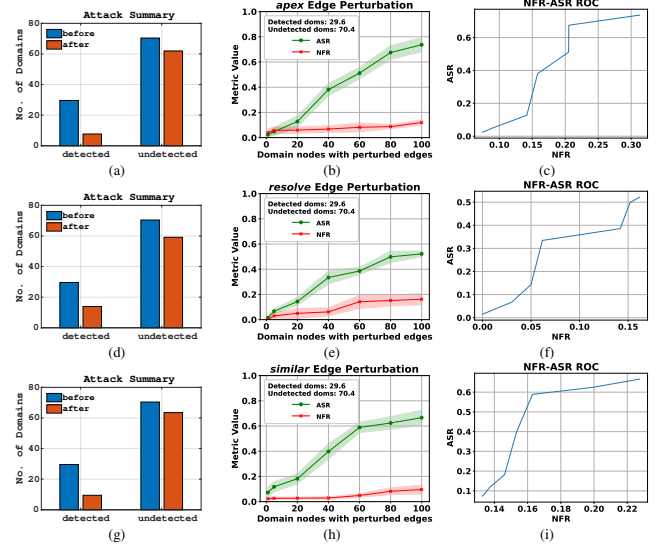 Attack Summary
No. of Domains
80
60
40
20
0
before
after
detected
undetected
(a)
apex Edge Perturbation
Metric Value
1.0
0.8
0.6
0.4
0.2
0.0
Detected doms: 29.6
Undetected doms: 70.4
ASR
NFR
0 20 40 60 80 100
Domain nodes with perturbed edges
(b)
NFR-ASR ROC
ASR
0.6
0.4
0.2
0.0
0.10 0.15 0.20 0.25 0.30
NFR
(c)
Attack Summary
No. of Domains
80
60
40
20
0
before
after
detected
undetected
(d)
resolve Edge Perturbation
Metric Value
1.0
0.8
0.6
0.4
0.2
0.0
Detected doms: 29.6
Undetected doms: 70.4
ASR
NFR
0 20 40 60 80 100
Domain nodes with perturbed edges
(e)
NFR-ASR ROC
ASR
0.5
0.4
0.3
0.2
0.1
0.0
0.00 0.05 0.10 0.15
NFR
(f)
Attack Summary
No. of Domains
80
60
40
20
0
before
after
detected
undetected
(g)
similar Edge Perturbation
Metric Value
1.0
0.8
0.6
0.4
0.2
0.0
Detected doms: 29.6
Undetected doms: 70.4
ASR
NFR
0 20 40 60 80 100
Domain nodes with perturbed edges
(h)
NFR-ASR ROC
ASR
0.6
0.5
0.4
0.3
0.2
0.1
0.14 0.16 0.18 0.20 0.22
NFR
(i)